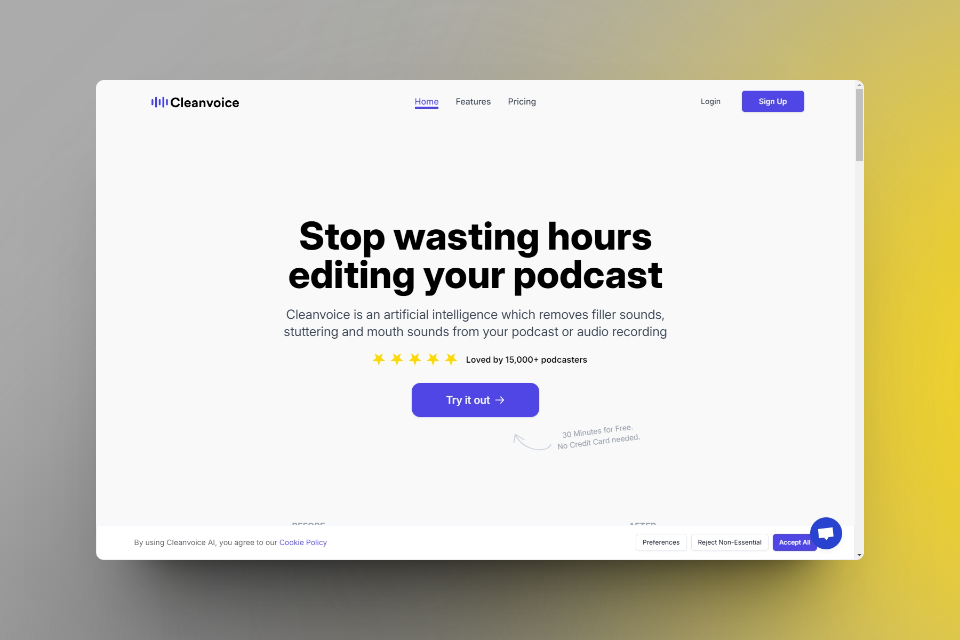 Cleanvoice
Home
Features
Pricing
Login
Sign Up
Stop wasting hours
editing your podcast
Cleanvoice is an artificial intelligence which removes filler sounds,
stuttering and mouth sounds from your podcast or audio recording
Loved by 15,000+ podcasters
Try it out →
30 Minutes for Free.
No Credit Card needed.
BEFORE
AFTER
By using Cleanvoice AI, you agree to our Cookie Policy
Preferences
Reject Non-Essential
Accept All